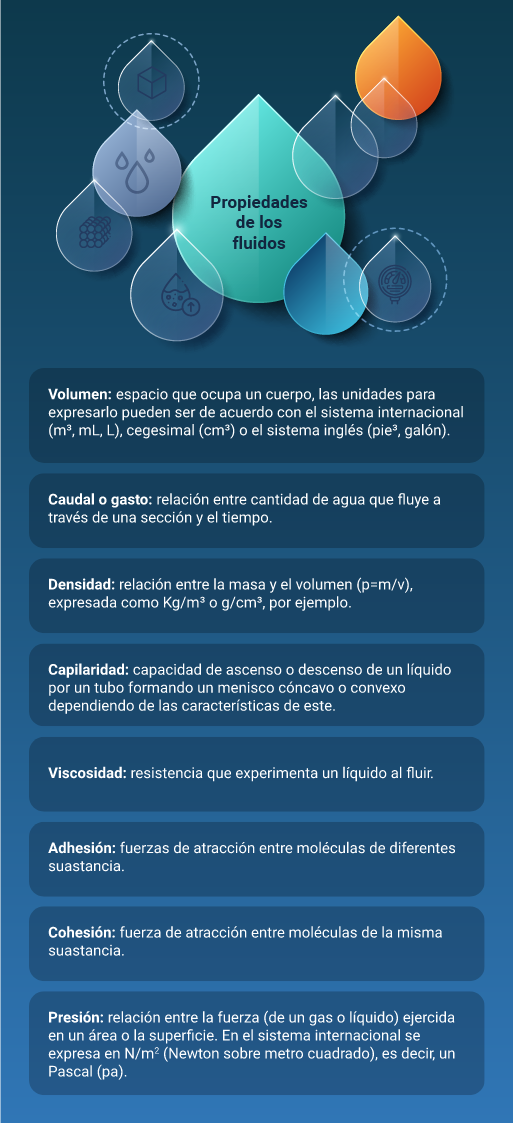 Propiedades
de los
fluidos
Volumen: espacio que ocupa un cuerpo, las unidades para
expresarlo pueden ser de acuerdo con el sistema internacional
(m³, mL, L), cegesimal (cm³) o el sistema inglés (pie³, galón).
Caudal o gasto: relación entre cantidad de agua que fluye a
través de una sección y el tiempo.
Densidad: relación entre la masa y el volumen (p=m/v),
expresada como Kg/m³ o g/cm³, por ejemplo.
Capilaridad: capacidad de ascenso o descenso de un líquido
por un tubo formando un menisco cóncavo o convexo
dependiendo de las características de este.
Viscosidad: resistencia que experimenta un líquido al fluir.
Adhesión: fuerzas de atracción entre moléculas de diferentes
suastancia.
Cohesión: fuerza de atracción entre moléculas de la misma
suastancia.
Presión: relación entre la fuerza (de un gas o líquido) ejercida
en un área o la superficie. En el sistema internacional se
expresa en N/m² (Newton sobre metro cuadrado), es decir, un
Pascal (pa).